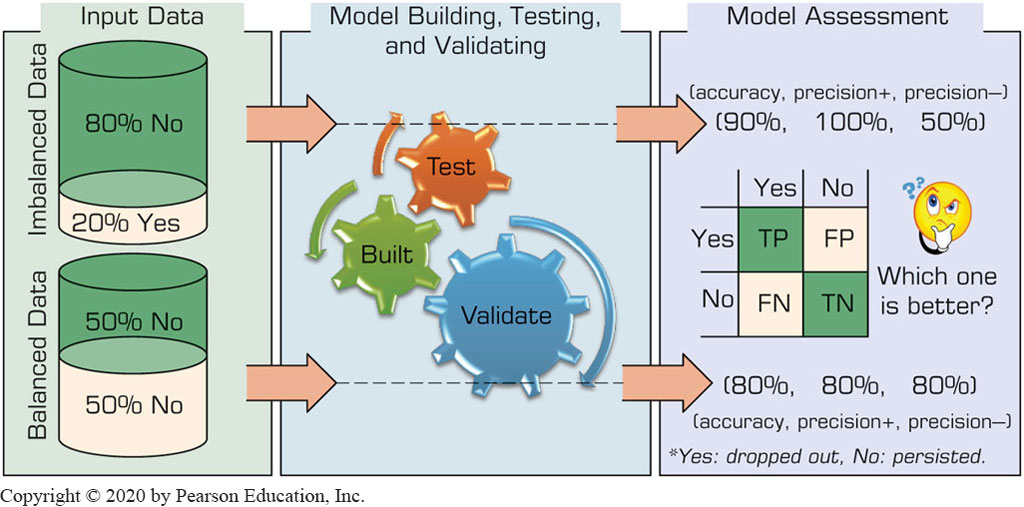 Input Data
Model Building, Testing,
and Validating
Model Assessment
Imbalanced Data
80% No
20% Yes
Balanced Data
50% No
50% No
Test
Built
Validate
(accuracy, precision+, precision–)
(90%, 100%, 50%)
Yes No
Yes TP FP
No FN TN
??
Which one
is better?
(80%, 80%, 80%)
(accuracy, precision+, precision–)
*Yes: dropped out, No: persisted.
Copyright © 2020 by Pearson Education, Inc.